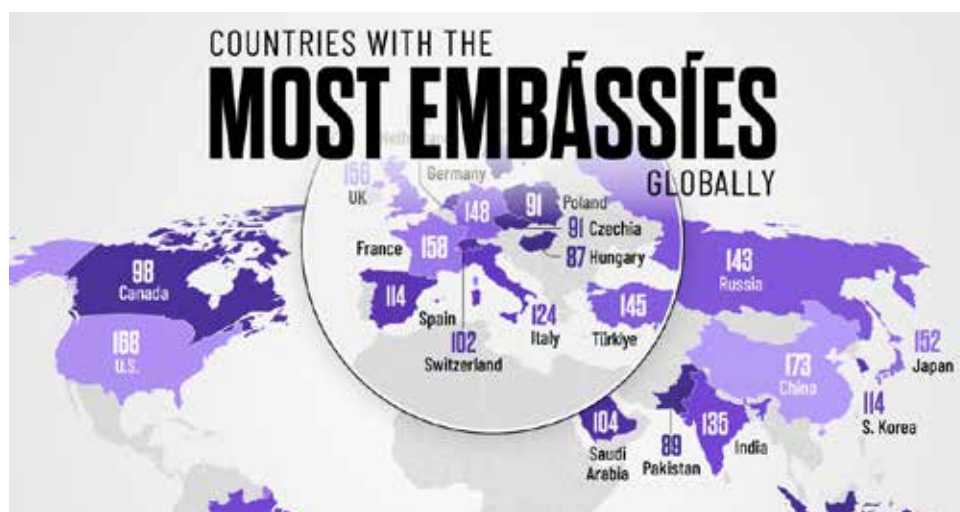 COUNTRIES WITH THE
MOST EMBÁSSÍES
GLOBALLY
UK
Germany
148
91
Poland
91 Czechia
87 Hungary
France
158
114
Spain
102
Switzerland
124
Italy
145
Türkiye
98
Canada
168
U.S.
143
Russia
152
Japan
173
China
114
S. Korea
104
Saudi
Arabia
89
Pakistan
135
India